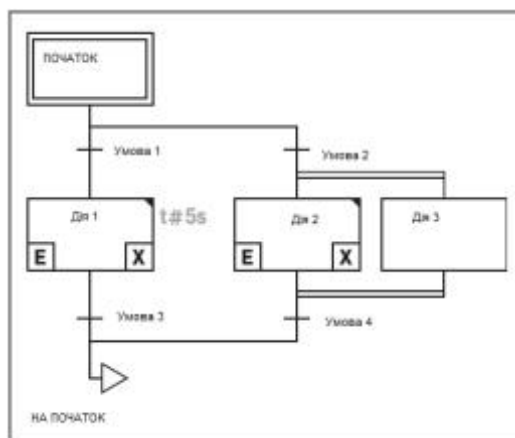 ПОЧАТОК
Умова 1
Умова 2
Дія 1
t#5s
Дія 2
Дія 3
E
X
E
X
Умова 3
Умова 4
НА ПОЧАТОК